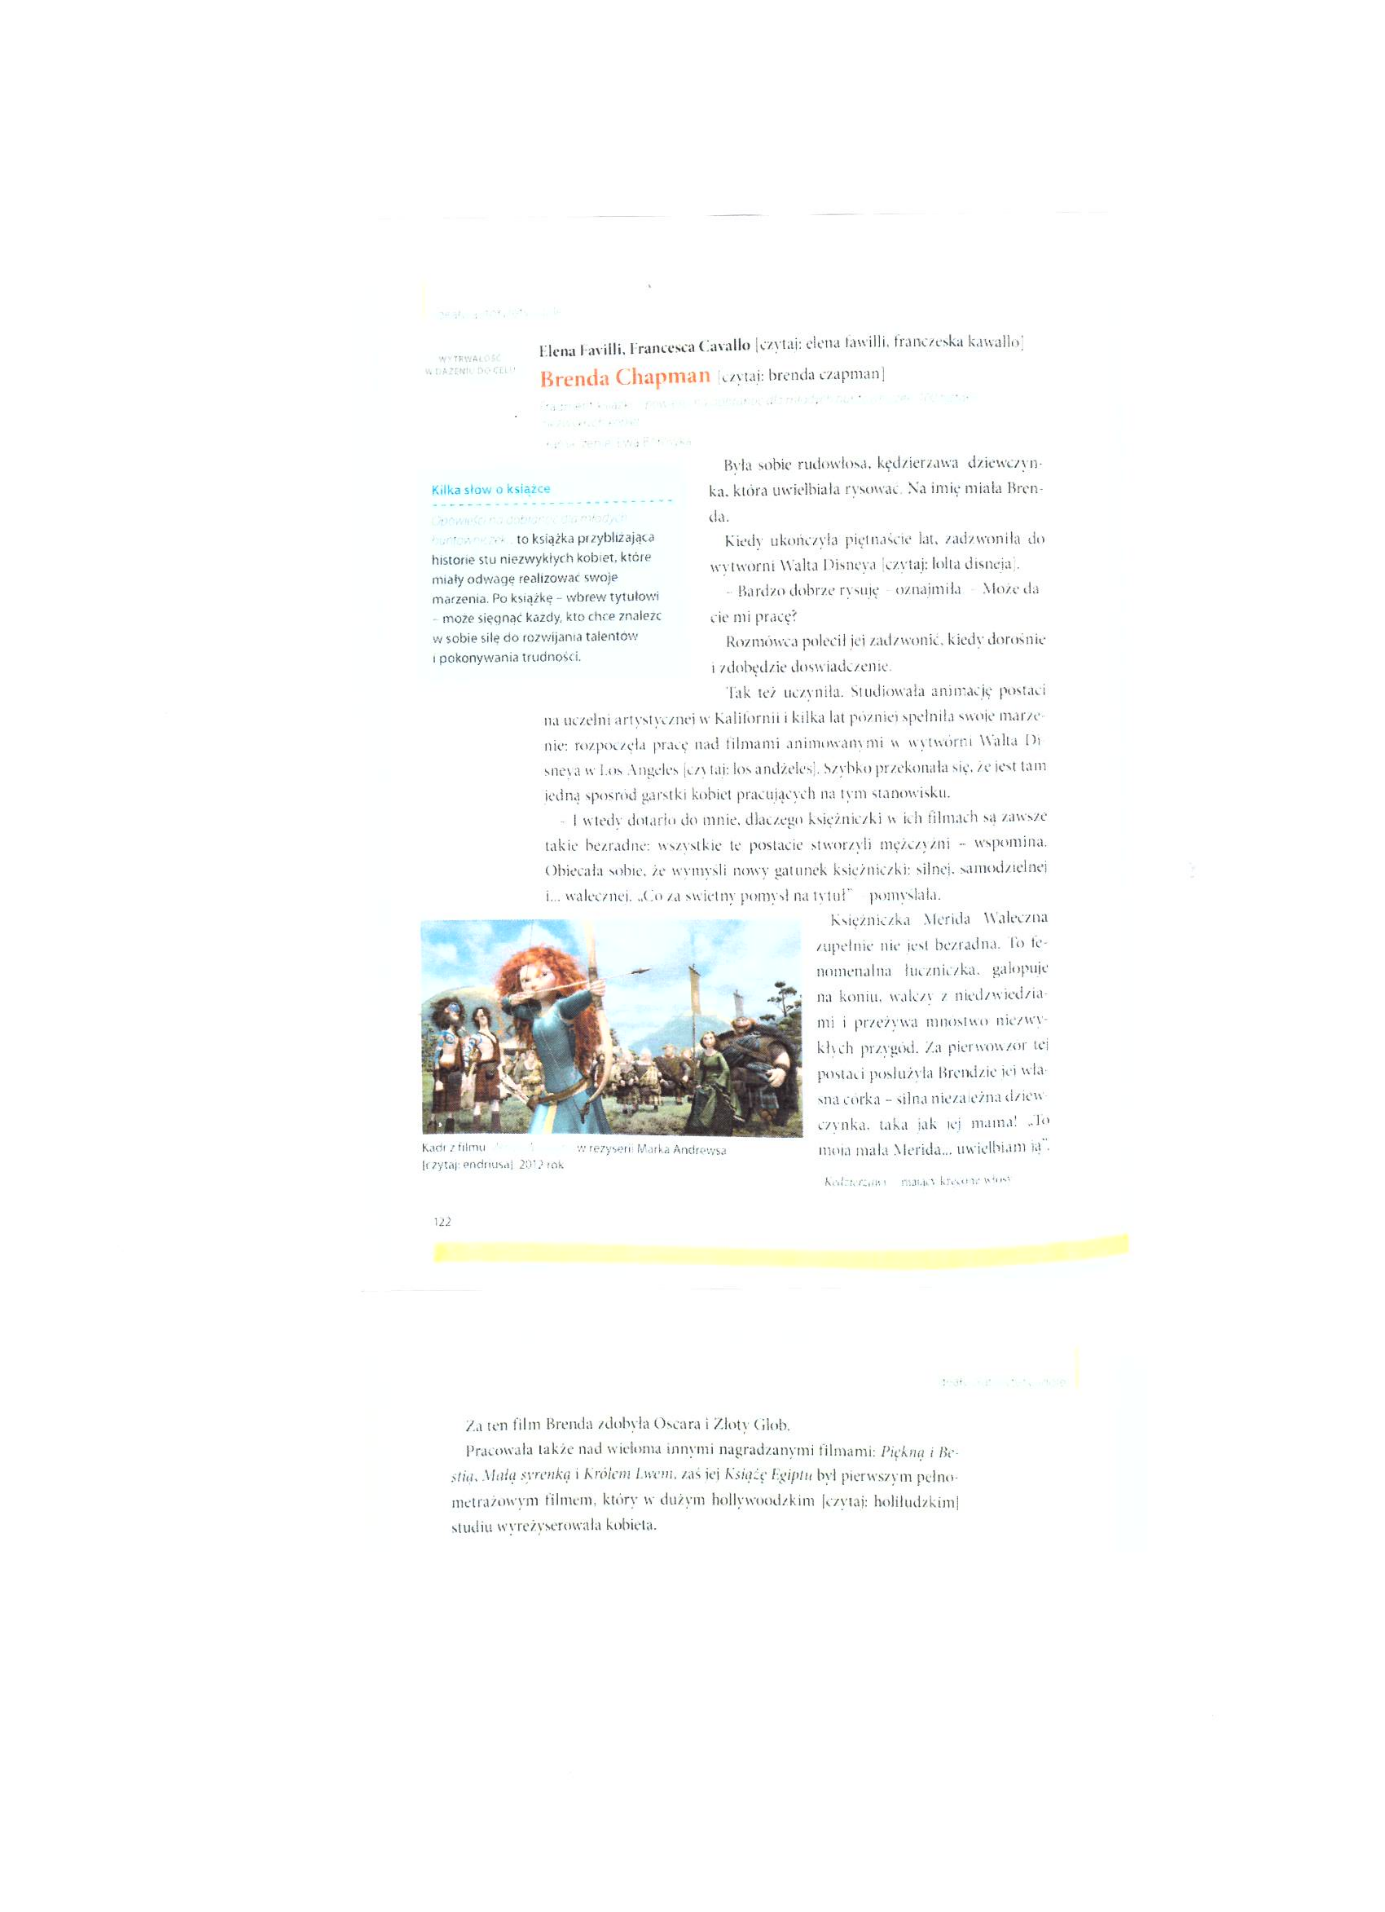 WYTRWAŁOŚĆ
W DĄŻENIU DO CELU
Elena Favilli, Francesca Cavallo [czytaj: elena fawilli, franczeska kawallo]
Brenda Chapman [czytaj: brenda czapman]
Kilka słów o książce
to książka przybliżająca
historie stu niezwykłych kobiet, które
miały odwagę realizować swoje
marzenia. Po książkę – wbrew tytułowi
– może sięgnąć każdy, kto chce znaleźć
w sobie siłę do rozwijania talentów
i pokonywania trudności.
Była sobie rudowłosa, kędzierzawa dziewczyn-
ka, która uwielbiała rysować. Na imię miała Bren-
da.
Kiedy ukończyła piętnaście lat, zadzwoniła do
wytwórni Walta Disneya [czytaj: lolta disneja].
– Bardzo dobrze rysuję – oznajmiła. – Może da
cie mi pracę?
Rozmówca polecił jej zadzwonić, kiedy dorośnie
i zdobędzie doświadczenie.
Tak też uczyniła. Studiowała animację postaci
na uczelni artystycznej w Kalifornii i kilka lat później spełniła swoje marze-
nie: rozpoczęła pracę nad filmami animowanymi w wytwórni Walta Di
sneya w Los Angeles [czytaj: los andżeles]. Szybko przekonała się, że jest tam
jedną spośród garstki kobiet pracujących na tym stanowisku.
– I wtedy dotarło do mnie, dlaczego księżniczki w ich filmach są zawsze
takie bezradne: wszystkie te postacie stworzyli mężczyźni – wspomina.
Obiecała sobie, że wymyśli nowy gatunek księżniczki: silnej, samodzielnej
i... walecznej. „Co za świetny pomysł na tytuł” – pomyślała.
Księżniczka Merida Waleczna
zupełnie nie jest bezradna. To fe-
nomenalna łuczniczka, galopuje
na koniu, walczy z niedźwiedzia-
mi i przeżywa mnóstwo niezwy-
kłych przygód. Za pierwowzór tej
postaci posłużyła Brendzie jej wła-
sna córka – silna niezależna dziew
czynka, taka jak jej mama! „To
moja mała Merida... uwielbiam ją”.
Kadr z filmu w reżyserii Marka Andrewsa
[czytaj: endriusa], 2012 rok
Kędzierzawy – mający kręcone włosy
122
Za ten film Brenda zdobyła Oscara i Złoty Glob.
Pracowała także nad wieloma innymi nagradzanymi filmami: Piękną i Be-
stią, Małą syrenką i Królem Lwem, zaś jej Książę Egiptu był pierwszym pełno-
metrażowym filmem, który w dużym hollywoodzkim [czytaj: holiłudzkim]
studiu wyreżyserowała kobieta.